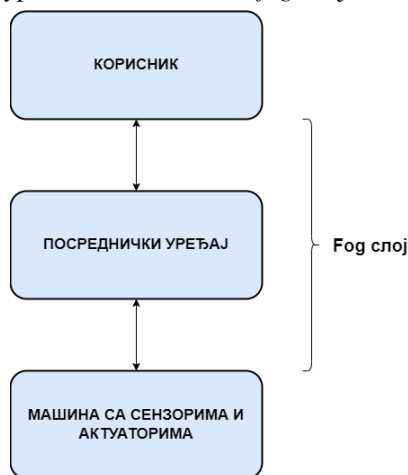 КОРИСНИК
ПОСРЕДНИЧКИ УРЕЂАЈ
Fog слој
МАШИНА СА СЕНЗОРИМА И
АКТУАТОРИМА